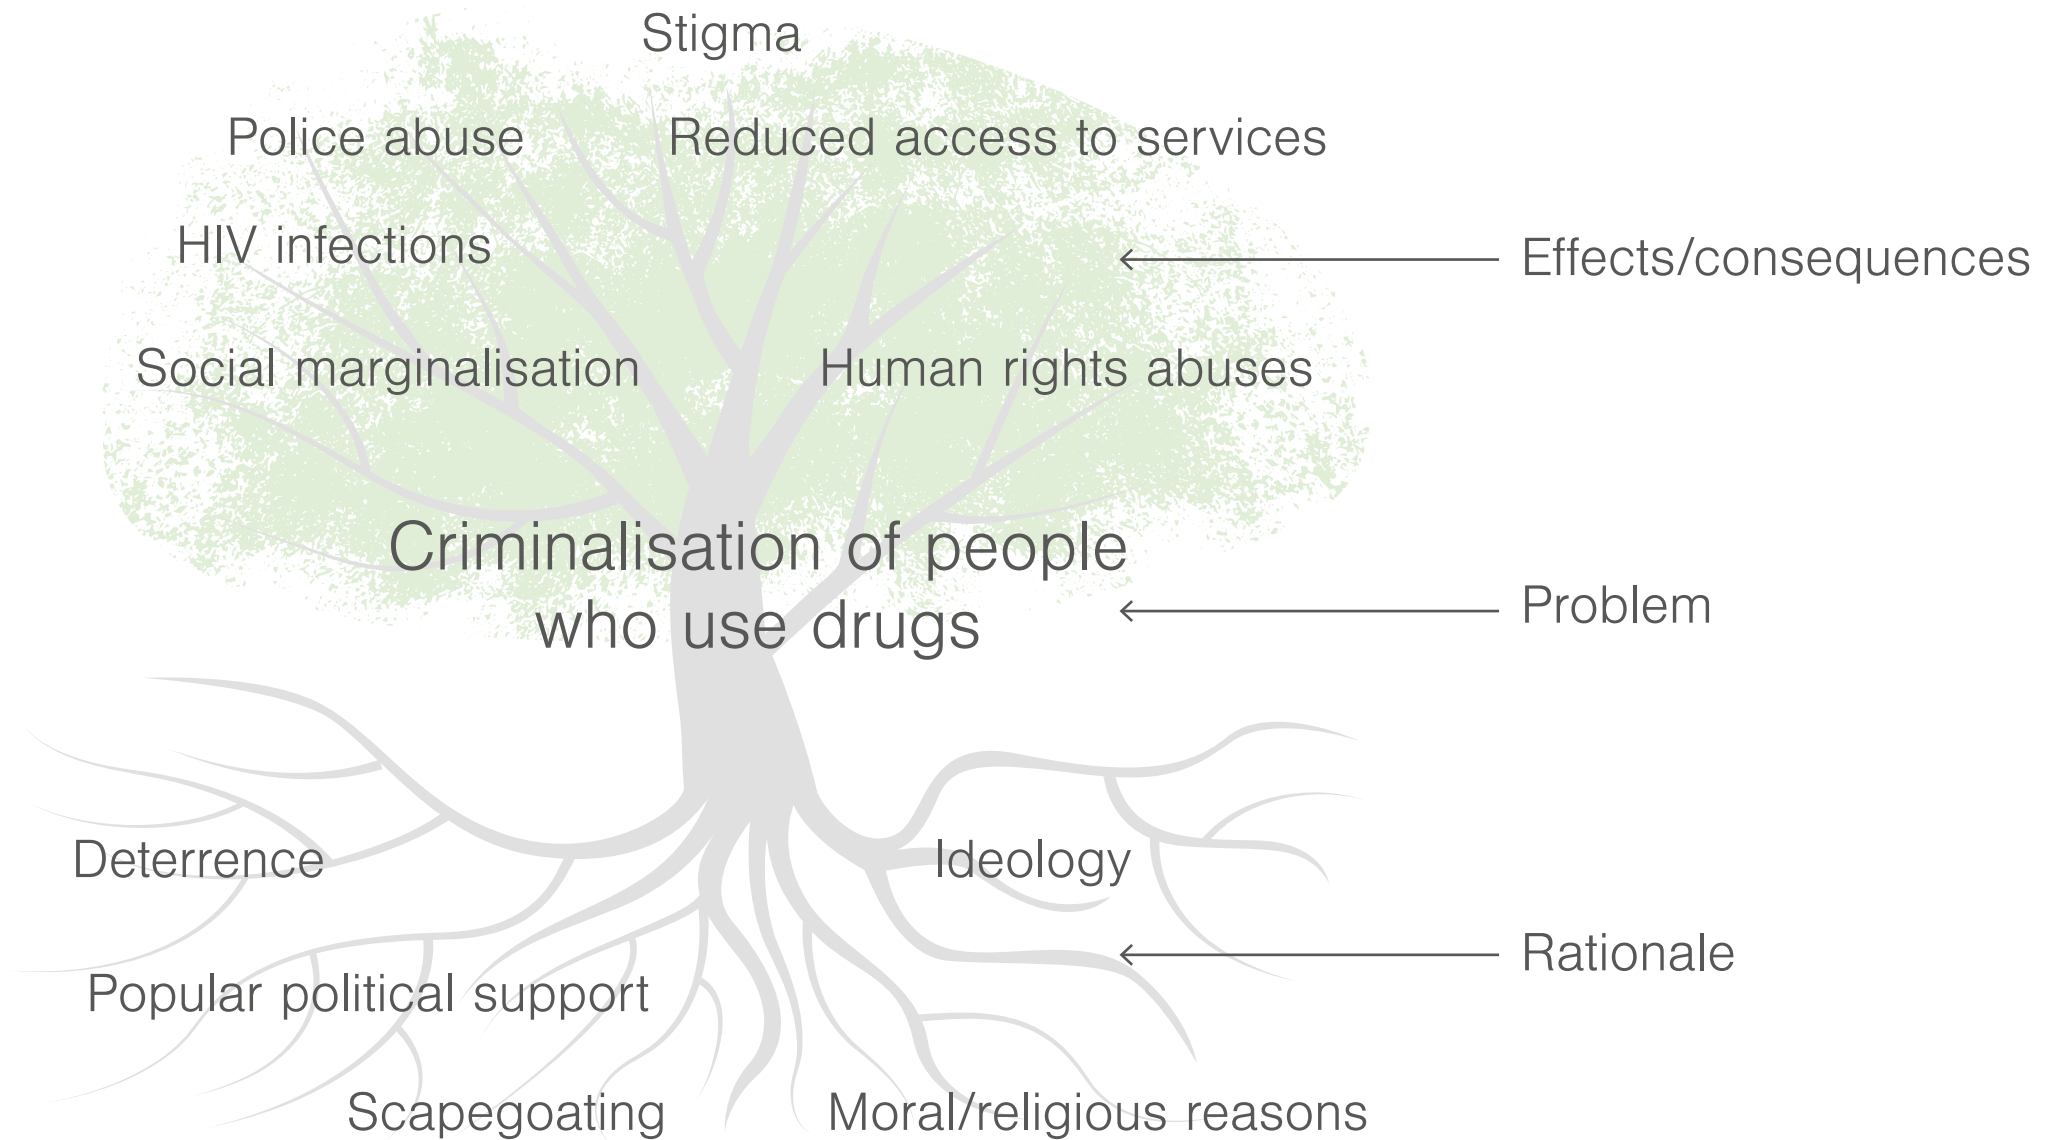 Stigma
Police abuse
Reduced access to services
HIV infections
Effects/consequences
Social marginalisation
Human rights abuses
Criminalisation of people
who use drugs
Problem
Deterrence
Ideology
Rationale
Popular political support
Scapegoating
Moral/religious reasons